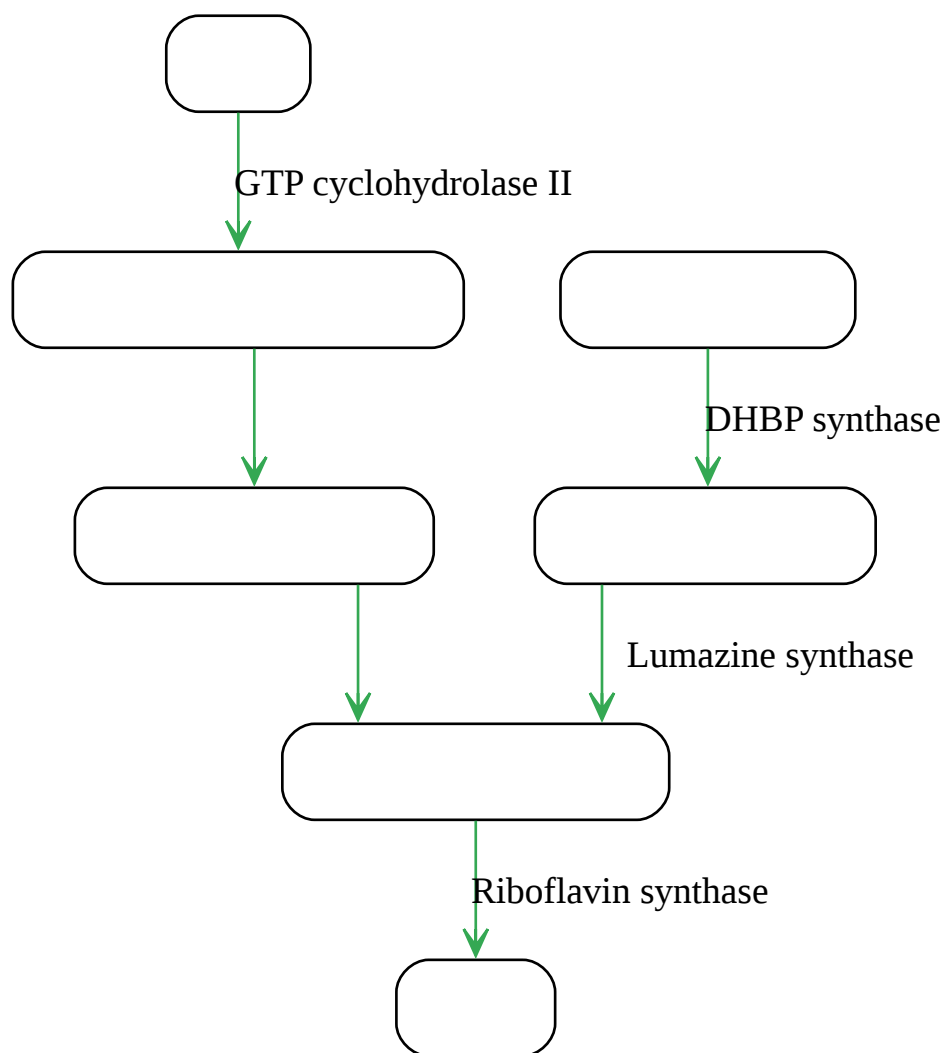 GTP cyclohydrolase II
DHBP synthase
Lumazine synthase
Riboflavin synthase